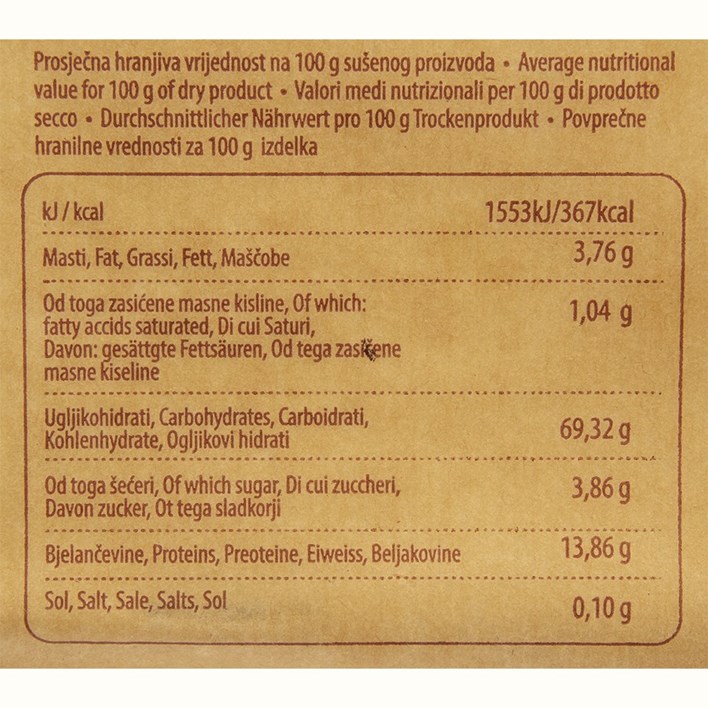 Prosječna hranjiva vrijednost na 100 g sušenog proizvoda • Average nutritional
value for 100 g of dry product • Valori medi nutrizionali per 100 g di prodotto
secco • Durchschnittlicher Nährwert pro 100 g Trockenprodukt • Povprečne
hranilne vrednosti za 100 g izdelka
kJ / kcal 1553kJ/367kcal
Masti, Fat, Grassi, Fett, Maščobe 3,76 g
Od toga zasićene masne kisline, Of which:
fatty accids saturated, Di cui Saturi, 1,04 g
Davon: gesättgte Fettsäuren, Od tega zasičene
masne kiseline
Ugljikohidrati, Carbohydrates, Carboidrati,
Kohlenhydrate, Ogljikovi hidrati 69,32 g
Od toga šećeri, Of which sugar, Di cui zuccheri, 3,86 g
Davon zucker, Ot tega sladkorji
Bjelančevine, Proteins, Preoteine, Eiweiss, Beljakovine 13,86 g
Sol, Salt, Sale, Salts, Sol 0,10 g